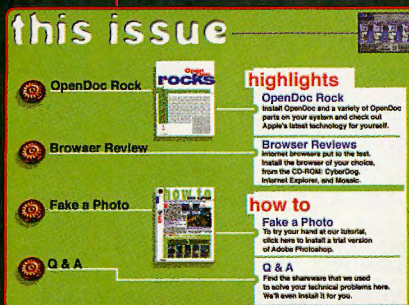 this issue
OpenDoc Rock
Open
rocks
highlights
OpenDoc Rock
Install OpenDoc and a variety of OpenDoc
parts on your system and check out
Apple's latest technology for yourself.
Browser Review
Browser Reviews
Internet browsers put to the test.
Install the browser of your choice,
from the CD-ROM: CyberDog,
Internet Explorer, and Mosaic.
Fake a Photo
how to
how to
Fake a Photo
To try your hand at our tutorial,
click here to install a trial version
of Adobe Photoshop.
Q & A
Q & A
Find the shareware that we used
to solve your technical problems here.
We'll even install it for you.